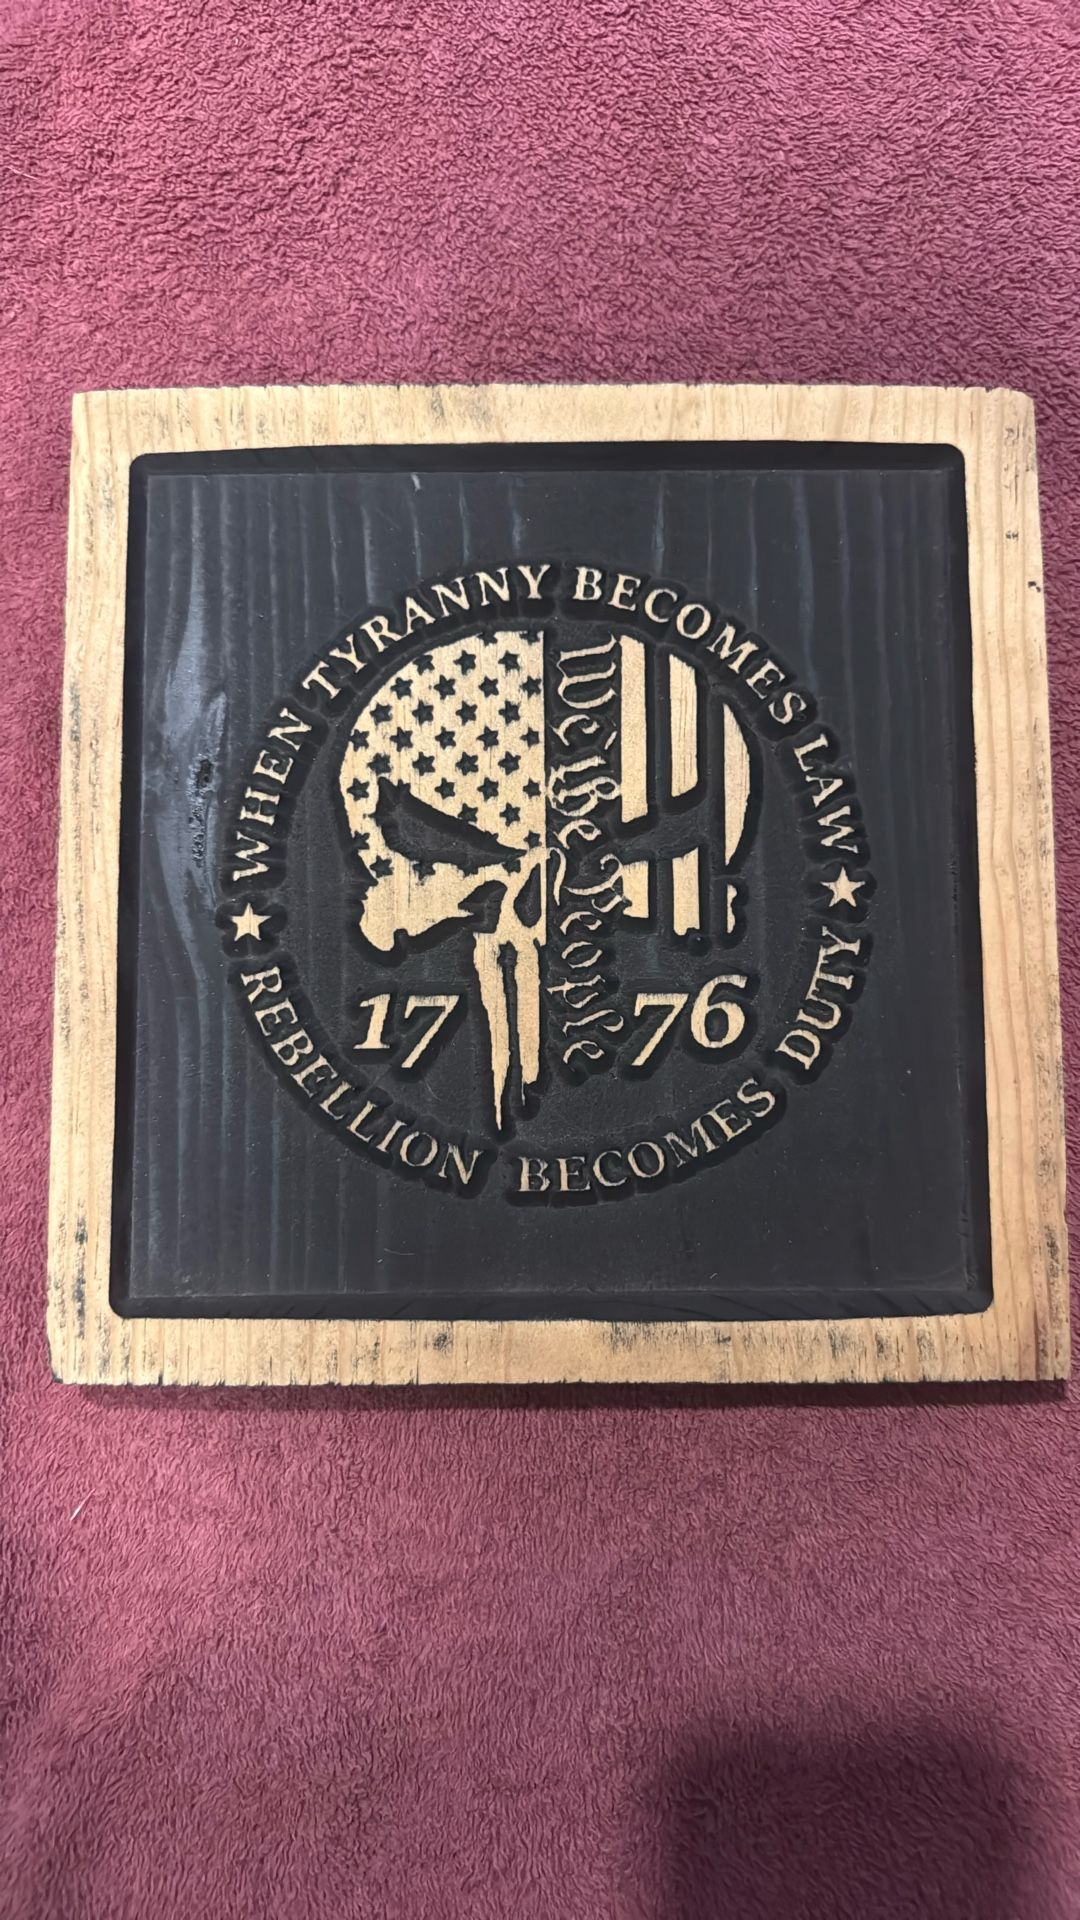 WHEN TYRANNY BECOMES LAW
We The People
17 76
REBELLION BECOMES DUTY